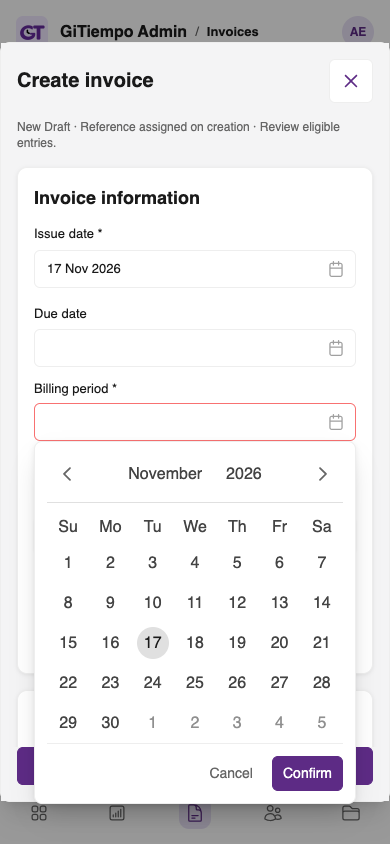 GT
GiTiempo Admin / Invoices
AE
Create invoice
New Draft · Reference assigned on creation · Review eligible
entries.
Invoice information
Issue date *
17 Nov 2026
Due date
Billing period *
November 2026
Su Mo Tu We Th Fr Sa
1 2 3 4 5 6 7
8 9 10 11 12 13 14
15 16 17 18 19 20 21
22 23 24 25 26 27 28
29 30 1 2 3 4 5
Cancel Confirm